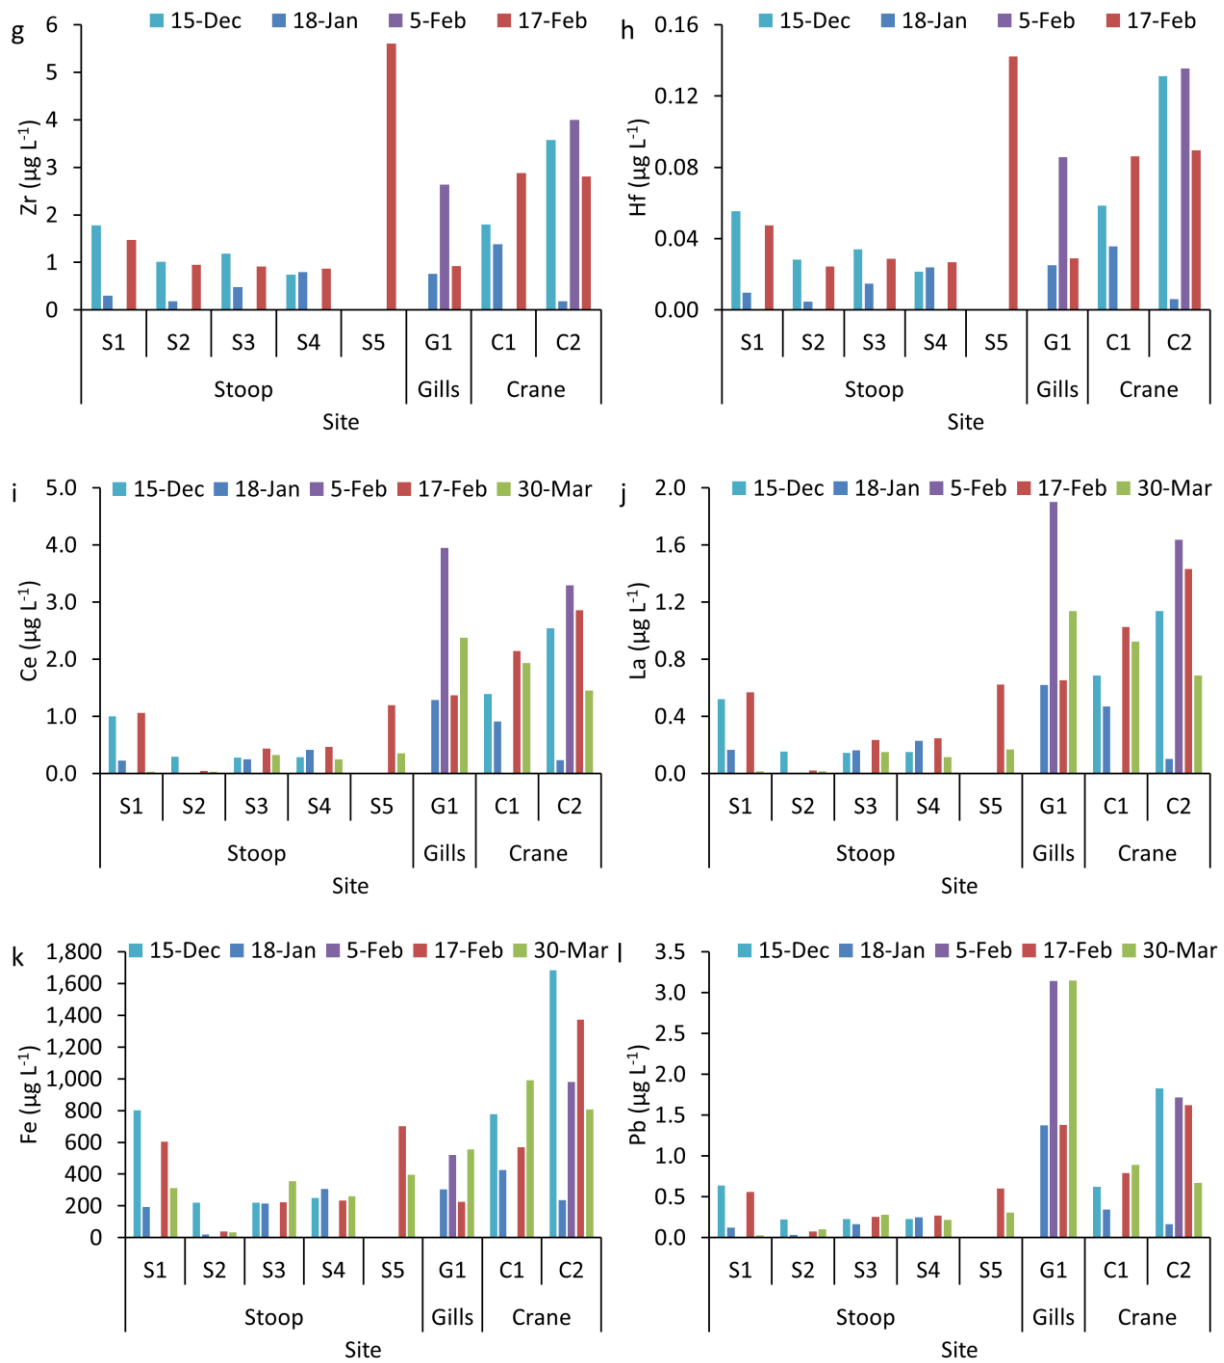 g
15-Dec 18-Jan 5-Feb 17-Feb
Zr (µg L⁻¹)
6
5
4
3
2
1
0
S1 S2 S3 S4 S5 G1 C1 C2
Stoop Gills Crane
Site
h
15-Dec 18-Jan 5-Feb 17-Feb
Hf (µg L⁻¹)
0.16
0.12
0.08
0.04
0.00
S1 S2 S3 S4 S5 G1 C1 C2
Stoop Gills Crane
Site
i
15-Dec 18-Jan 5-Feb 17-Feb 30-Mar
Ce (µg L⁻¹)
5.0
4.0
3.0
2.0
1.0
0.0
S1 S2 S3 S4 S5 G1 C1 C2
Stoop Gills Crane
Site
j
15-Dec 18-Jan 5-Feb 17-Feb 30-Mar
La (µg L⁻¹)
2.0
1.6
1.2
0.8
0.4
0.0
S1 S2 S3 S4 S5 G1 C1 C2
Stoop Gills Crane
Site
k
15-Dec 18-Jan 5-Feb 17-Feb 30-Mar
Fe (µg L⁻¹)
1,800
1,600
1,400
1,200
1,000
800
600
400
200
0
S1 S2 S3 S4 S5 G1 C1 C2
Stoop Gills Crane
Site
l
15-Dec 18-Jan 5-Feb 17-Feb 30-Mar
Pb (µg L⁻¹)
3.5
3.0
2.5
2.0
1.5
1.0
0.5
0.0
S1 S2 S3 S4 S5 G1 C1 C2
Stoop Gills Crane
Site